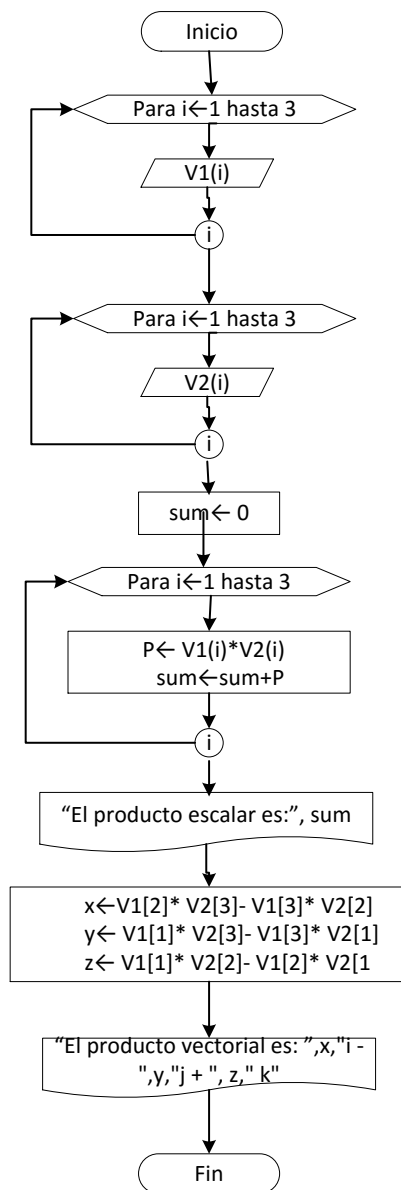 Inicio
Para i←1 hasta 3
V1(i)
i
Para i←1 hasta 3
V2(i)
i
sum← 0
Para i←1 hasta 3
P← V1(i)*V2(i)
sum←sum+P
i
“El producto escalar es:”, sum
x←V1[2]* V2[3]- V1[3]* V2[2]
y← V1[1]* V2[3]- V1[3]* V2[1]
z← V1[1]* V2[2]- V1[2]* V2[1
“El producto vectorial es: ”,x,"i -
",y,"j + ", z," k"
Fin